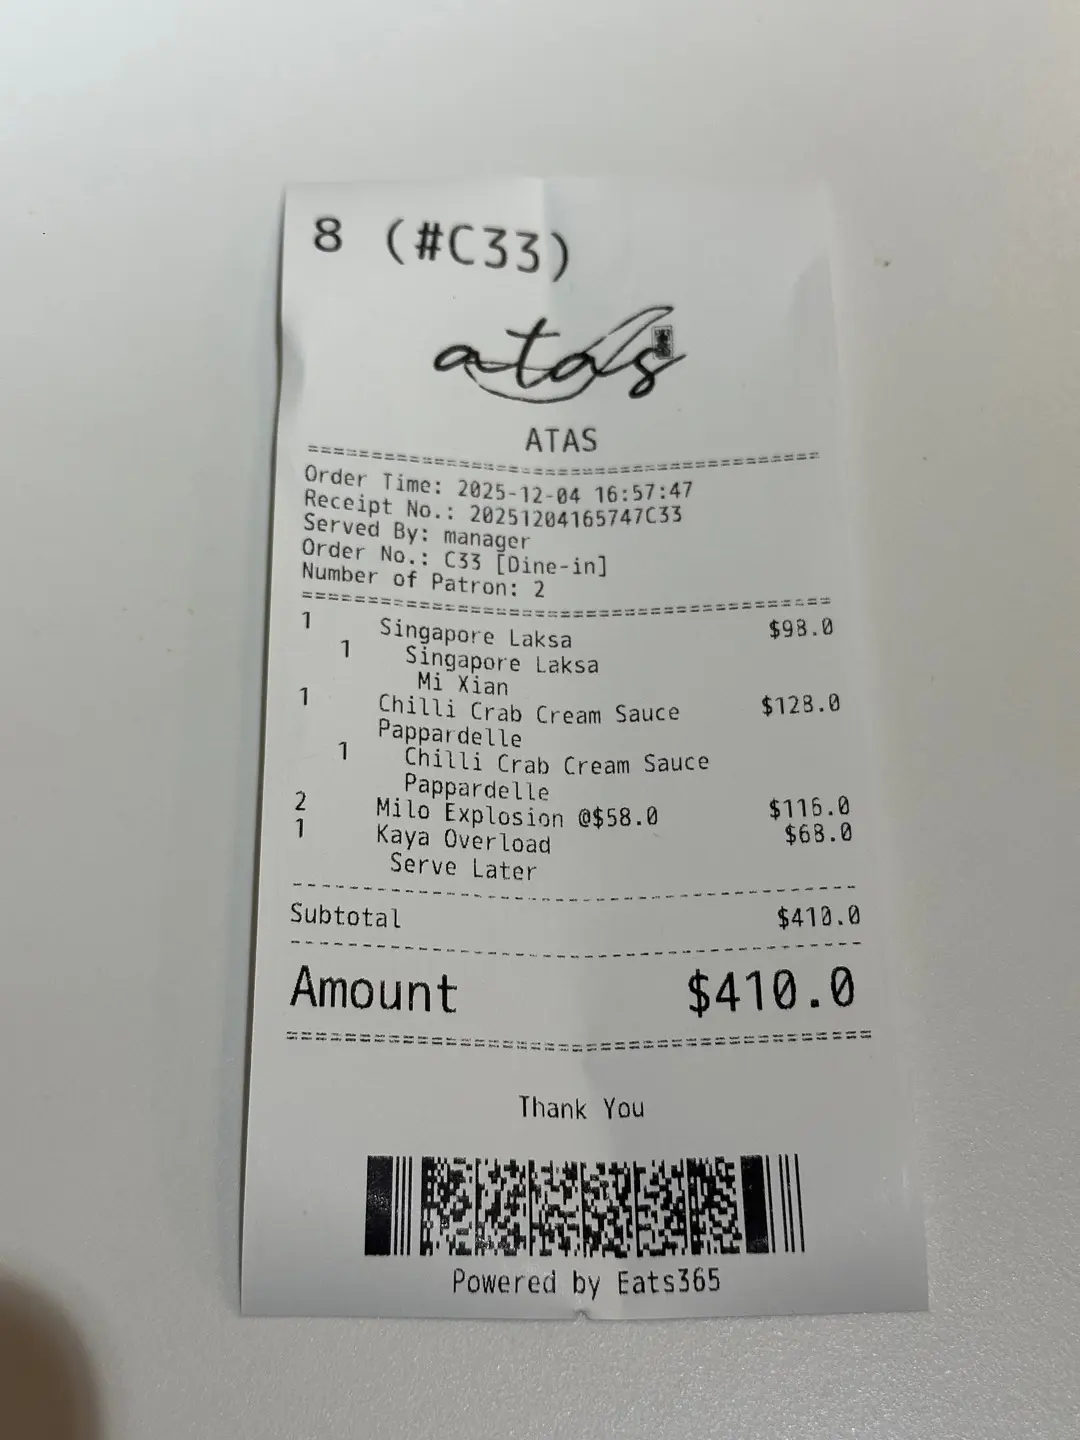 8 (#C33)
atas
ATAS
Order Time: 2025-12-04 16:57:47
Receipt No.: 20251204165747C33
Served By: manager
Order No.: C33 [Dine-in]
Number of Patron: 2
1 Singapore Laksa $98.0
1 Singapore Laksa
Mi Xian
1 Chilli Crab Cream Sauce $128.0
Pappardelle
1 Chilli Crab Cream Sauce
Pappardelle
2 Milo Explosion @$58.0 $116.0
1 Kaya Overload $68.0
Serve Later
Subtotal $410.0
Amount $410.0
Thank You
Powered by Eats365